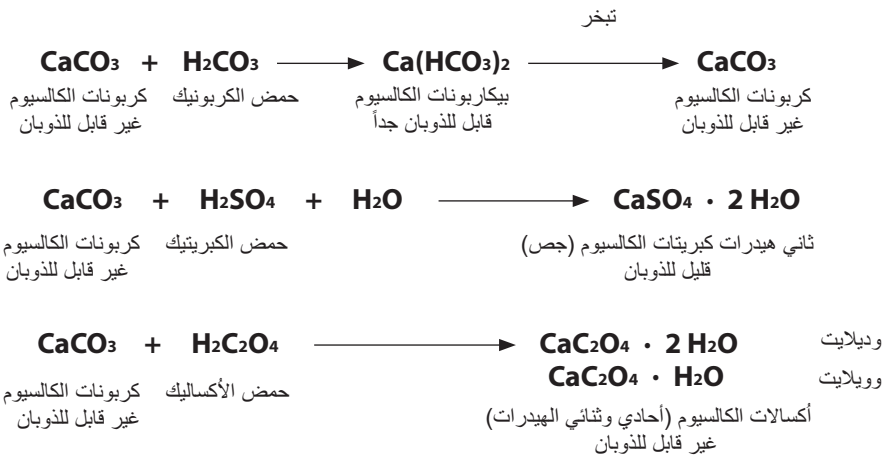 تبخر
CaCO₃ + H₂CO₃ ⟶ Ca(HCO₃)₂ ⟶ CaCO₃
كربونات الكالسيوم حمض الكربونيك بيكاربونات الكالسيوم كربونات الكالسيوم
غير قابل للذوبان قابل للذوبان جداً غير قابل للذوبان
CaCO₃ + H₂SO₄ + H₂O ⟶ CaSO₄ · 2 H₂O
كربونات الكالسيوم حمض الكبريتيك ثاني هيدرات كبريتات الكالسيوم (جص)
غير قابل للذوبان قليل للذوبان
CaCO₃ + H₂C₂O₄ ⟶ CaC₂O₄ · 2 H₂O وديلايت
CaC₂O₄ · H₂O وويلايت
كربونات الكالسيوم حمض الأكساليك أكسالات الكالسيوم (أحادي وثنائي الهيدرات)
غير قابل للذوبان غير قابل للذوبان